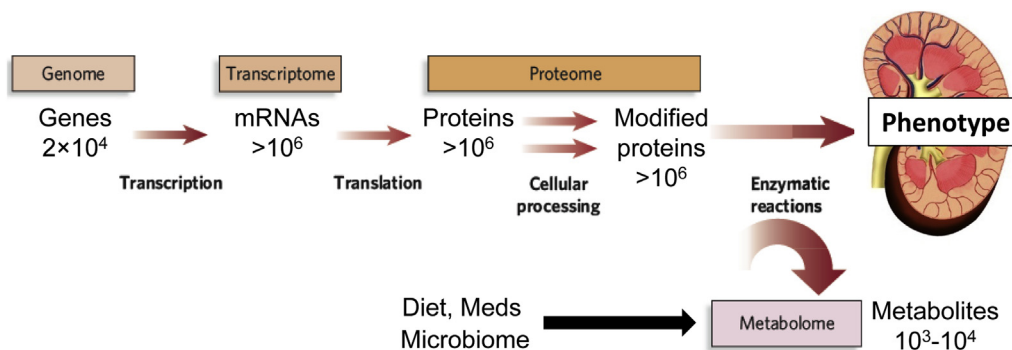 Genome
Transcriptome
Proteome
Genes
2×10⁴
mRNAs
>10⁶
Proteins
>10⁶
Modified
proteins
>10⁶
Phenotype
Transcription
Translation
Cellular
processing
Enzymatic
reactions
Diet, Meds
Microbiome
Metabolome
Metabolites
10³-10⁴